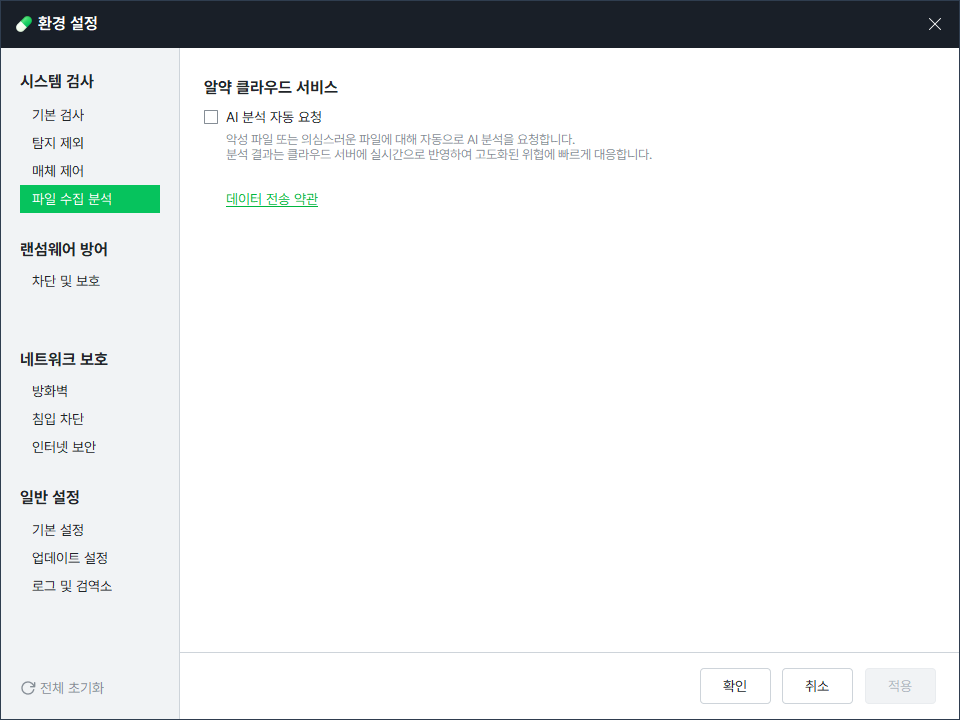 환경 설정
시스템 검사
기본 검사
탐지 제외
매체 제어
파일 수집 분석
랜섬웨어 방어
차단 및 보호
네트워크 보호
방화벽
침입 차단
인터넷 보안
일반 설정
기본 설정
업데이트 설정
로그 및 검역소
전체 초기화
알약 클라우드 서비스
AI 분석 자동 요청
악성 파일 또는 의심스러운 파일에 대해 자동으로 AI 분석을 요청합니다.
분석 결과는 클라우드 서버에 실시간으로 반영하여 고도화된 위협에 빠르게 대응합니다.
데이터 전송 약관
확인
취소
적용